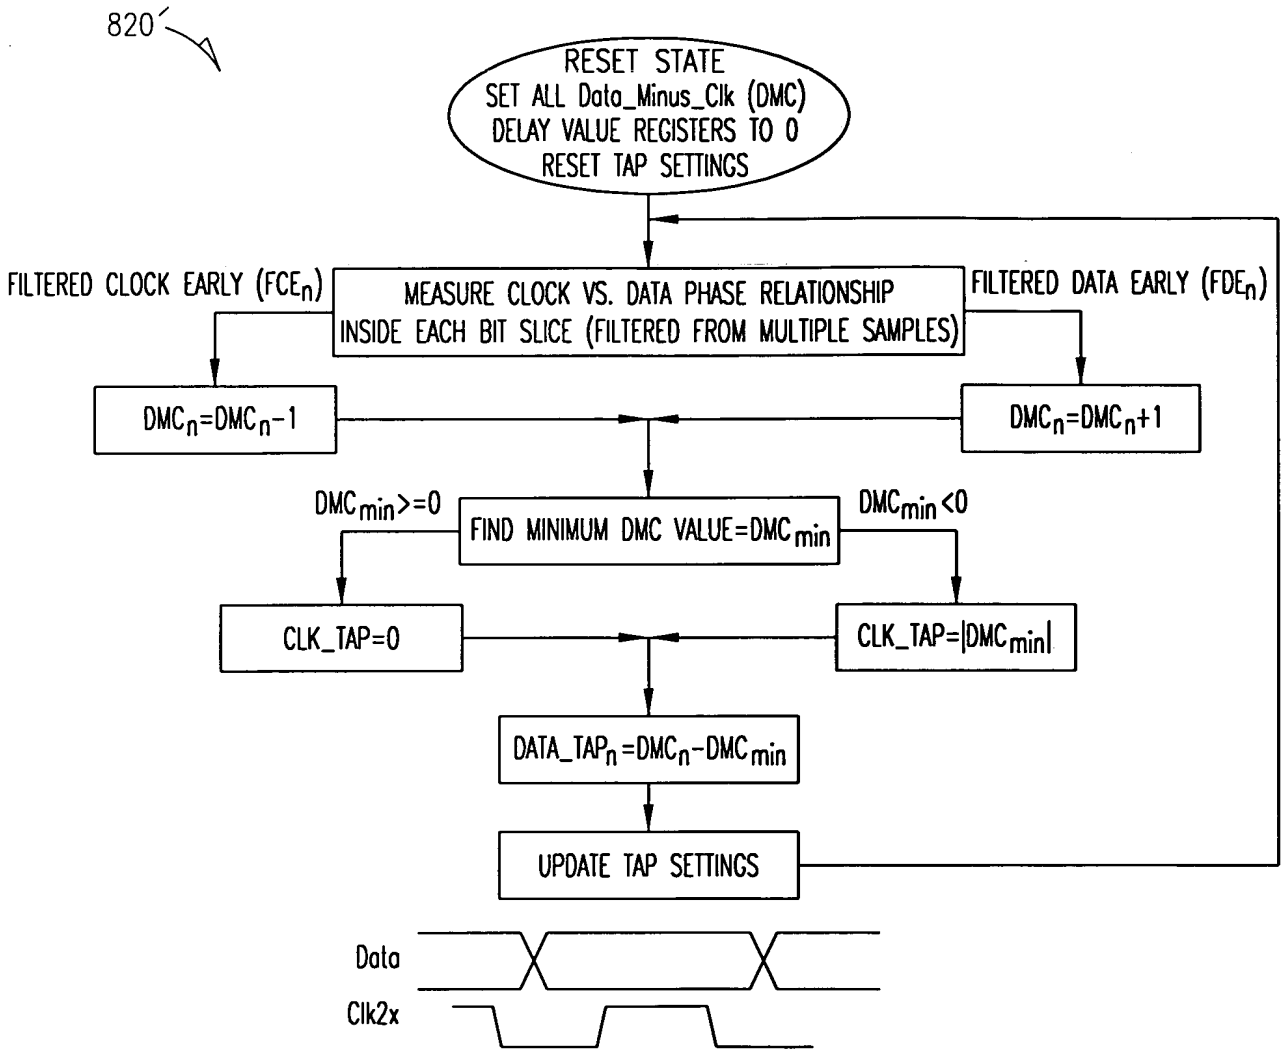 820´
RESET STATE
SET ALL Data_Minus_Clk (DMC)
DELAY VALUE REGISTERS TO 0
RESET TAP SETTINGS
FILTERED CLOCK EARLY (FCEn)
MEASURE CLOCK VS. DATA PHASE RELATIONSHIP
INSIDE EACH BIT SLICE (FILTERED FROM MULTIPLE SAMPLES)
FILTERED DATA EARLY (FDEn)
DMCn=DMCn-1
DMCn=DMCn+1
DMCmin>=0
FIND MINIMUM DMC VALUE=DMCmin
DMCmin<0
CLK_TAP=0
CLK_TAP=|DMCmin|
DATA_TAPn=DMCn-DMCmin
UPDATE TAP SETTINGS
Data
Clk2x